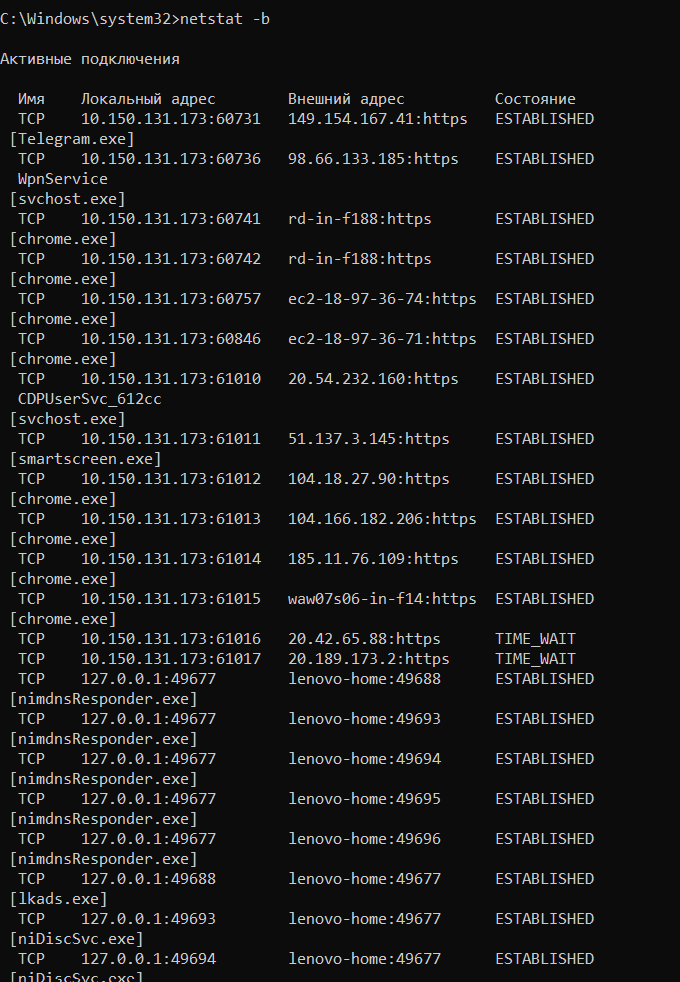 C:\Windows\system32>netstat -b
Активные подключения
Имя Локальный адрес Внешний адрес Состояние
TCP 10.150.131.173:60731 149.154.167.41:https ESTABLISHED
[Telegram.exe]
TCP 10.150.131.173:60736 98.66.133.185:https ESTABLISHED
WpnService
[svchost.exe]
TCP 10.150.131.173:60741 rd-in-f188:https ESTABLISHED
[chrome.exe]
TCP 10.150.131.173:60742 rd-in-f188:https ESTABLISHED
[chrome.exe]
TCP 10.150.131.173:60757 ec2-18-97-36-74:https ESTABLISHED
[chrome.exe]
TCP 10.150.131.173:60846 ec2-18-97-36-71:https ESTABLISHED
[chrome.exe]
TCP 10.150.131.173:61010 20.54.232.160:https ESTABLISHED
CDPUserSvc_612cc
[svchost.exe]
TCP 10.150.131.173:61011 51.137.3.145:https ESTABLISHED
[smartscreen.exe]
TCP 10.150.131.173:61012 104.18.27.90:https ESTABLISHED
[chrome.exe]
TCP 10.150.131.173:61013 104.166.182.206:https ESTABLISHED
[chrome.exe]
TCP 10.150.131.173:61014 185.11.76.109:https ESTABLISHED
[chrome.exe]
TCP 10.150.131.173:61015 waw07s06-in-f14:https ESTABLISHED
[chrome.exe]
TCP 10.150.131.173:61016 20.42.65.88:https TIME_WAIT
TCP 10.150.131.173:61017 20.189.173.2:https TIME_WAIT
TCP 127.0.0.1:49677 lenovo-home:49688 ESTABLISHED
[nimdnsResponder.exe]
TCP 127.0.0.1:49677 lenovo-home:49693 ESTABLISHED
[nimdnsResponder.exe]
TCP 127.0.0.1:49677 lenovo-home:49694 ESTABLISHED
[nimdnsResponder.exe]
TCP 127.0.0.1:49677 lenovo-home:49695 ESTABLISHED
[nimdnsResponder.exe]
TCP 127.0.0.1:49677 lenovo-home:49696 ESTABLISHED
[nimdnsResponder.exe]
TCP 127.0.0.1:49688 lenovo-home:49677 ESTABLISHED
[lkads.exe]
TCP 127.0.0.1:49693 lenovo-home:49677 ESTABLISHED
[niDiscSvc.exe]
TCP 127.0.0.1:49694 lenovo-home:49677 ESTABLISHED
[niDiscSvc.exe]